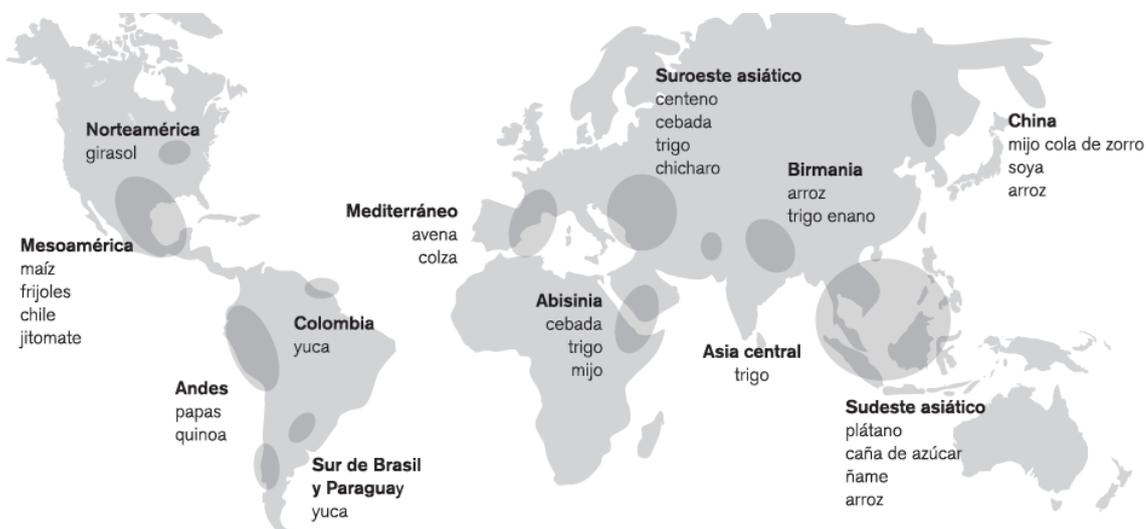 Norteamérica
girasol
Mesoamérica
maíz
frijoles
chile
jitomate
Colombia
yuca
Andes
papas
quinoa
Sur de Brasil
y Paraguay
yuca
Mediterráneo
avena
colza
Suroeste asiático
centeno
cebada
trigo
chicharo
Abisinia
cebada
trigo
mijo
Birmania
arroz
trigo enano
Asia central
trigo
China
mijo cola de zorro
soya
arroz
Sudeste asiático
plátano
caña de azúcar
ñame
arroz